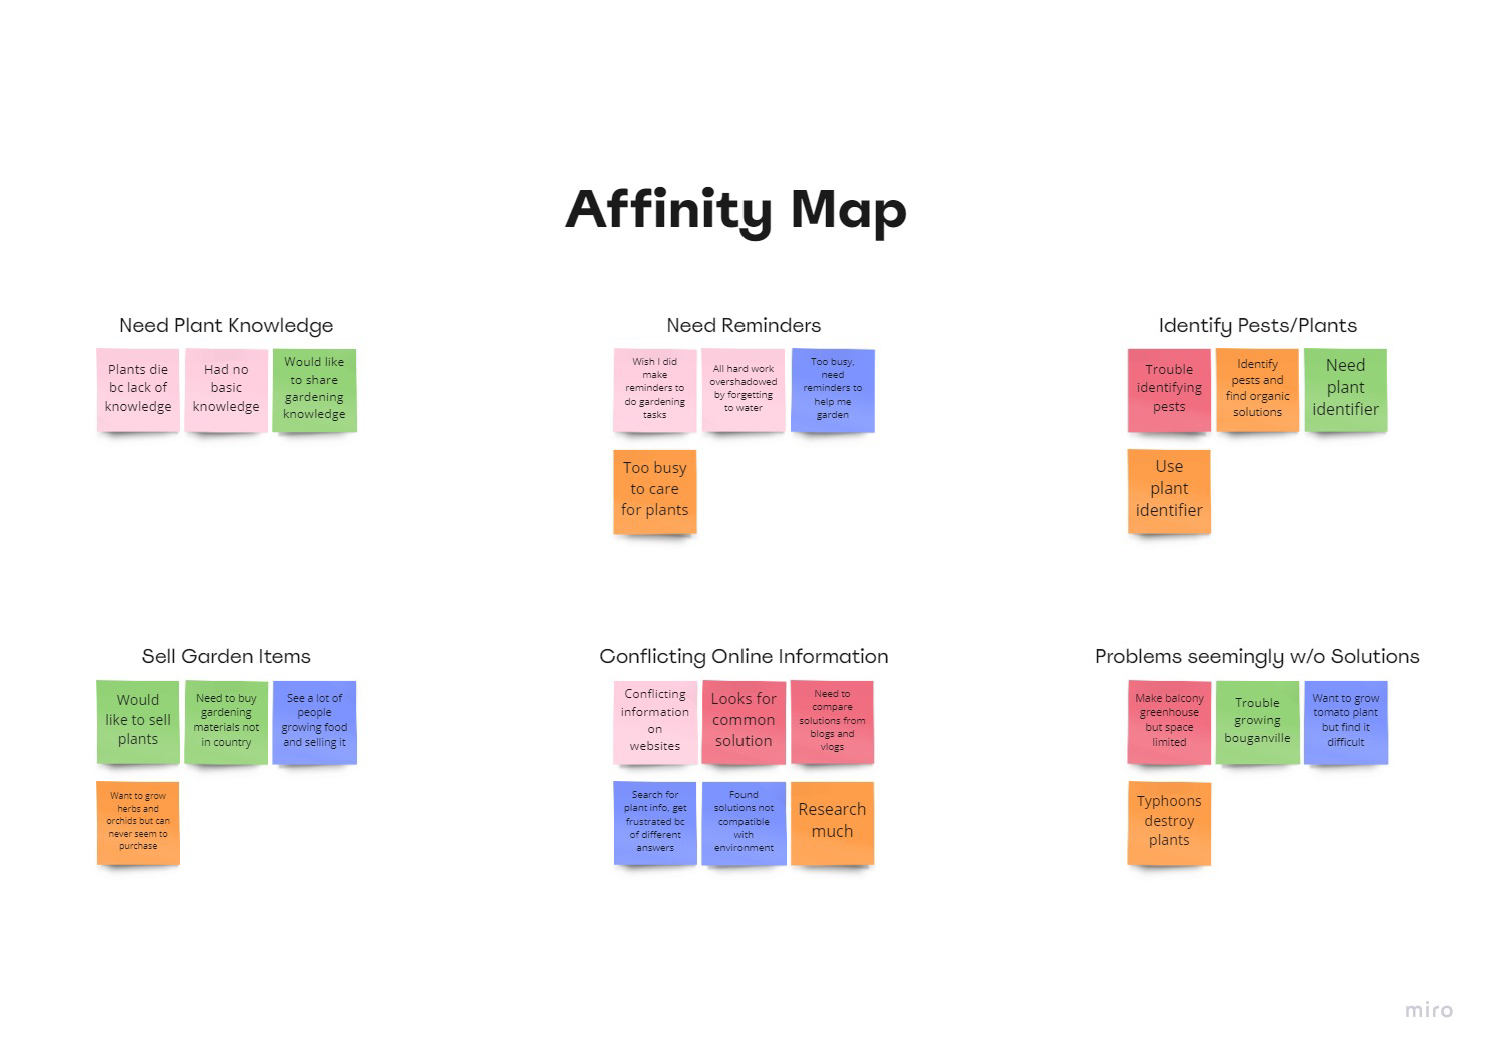 Affinity Map
Need Plant Knowledge
Plants die
bc lack of
knowledge
Had no
basic
knowledge
Would like
to share
gardening
knowledge
Need Reminders
Wish I did
make
reminders to
do gardening
tasks
All hard work
overshadowed
by forgetting
to water
Too busy,
need
reminders to
help me
garden
Too busy
to care
for plants
Identify Pests/Plants
Trouble
identifying
pests
Identify
pests and
find organic
solutions
Need
plant
identifier
Use
plant
identifier
Sell Garden Items
Would
like to sell
plants
Need to buy
gardening
materials not
in country
See a lot of
people
growing food
and selling it
Want to grow
herbs and
orchids but can
never seem to
purchase
Conflicting Online Information
Conflicting
information
on
websites
Looks for
common
solution
Need to
compare
solutions from
blogs and
vlogs
Search for
plant info, get
frustrated bc
of different
answers
Found
solutions not
compatible
with
environment
Research
much
Problems seemingly w/o Solutions
Make balcony
greenhouse
but space
limited
Trouble
growing
bouganville
Want to grow
tomato plant
but find it
difficult
Typhoons
destroy
plants
miro